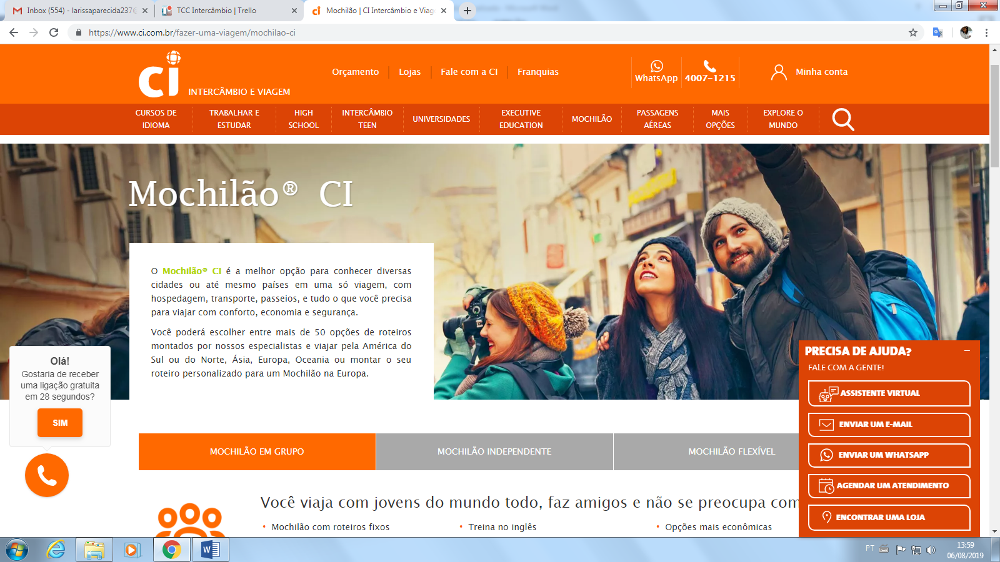 Inbox (554) - larissaparecida237@
TCC Intercâmbio | Trello
Mochilão | CI Intercâmbio e Viag
https://www.ci.com.br/fazer-uma-viagem/mochilao-ci
ci INTERCÂMBIO E VIAGEM
Orçamento
Lojas
Fale com a CI
Franquias
WhatsApp
4007-1215
Minha conta
CURSOS DE IDIOMA
TRABALHAR E ESTUDAR
HIGH SCHOOL
INTERCÂMBIO TEEN
UNIVERSIDADES
EXECUTIVE EDUCATION
MOCHILÃO
PASSAGENS AÉREAS
MAIS OPÇÕES
EXPLORE O MUNDO
Mochilão® CI
O Mochilão® CI é a melhor opção para conhecer diversas
cidades ou até mesmo países em uma só viagem, com
hospedagem, transporte, passeios, e tudo o que você precisa
para viajar com conforto, economia e segurança.
Você poderá escolher entre mais de 50 opções de roteiros
montados por nossos especialistas e viajar pela América do
Sul ou do Norte, Ásia, Europa, Oceania ou montar o seu
roteiro personalizado para um Mochilão na Europa.
Olá!
Gostaria de receber
uma ligação gratuita
em 28 segundos?
SIM
PRECISA DE AJUDA?
FALE COM A GENTE!
ASSISTENTE VIRTUAL
ENVIAR UM E-MAIL
ENVIAR UM WHATSAPP
AGENDAR UM ATENDIMENTO
ENCONTRAR UMA LOJA
MOCHILÃO EM GRUPO
MOCHILÃO INDEPENDENTE
MOCHILÃO FLEXÍVEL
Você viaja com jovens do mundo todo, faz amigos e não se preocupa com
• Mochilão com roteiros fixos
• Treina no inglês
• Opções mais econômicas
PT
13:59
06/08/2019